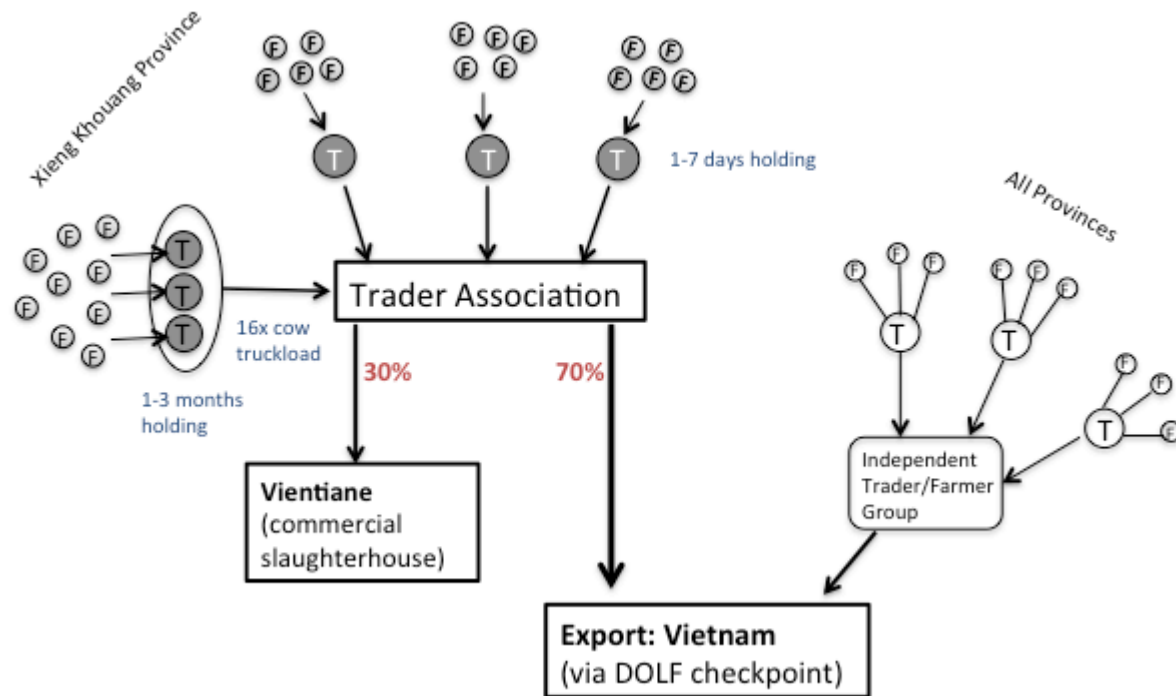 Xieng Khouang Province
F F F F F
F F F F F
F F F F F
T
T
T
1-7 days holding
All Provinces
F F F F F F F F F
T
T
T
Trader Association
16x cow
truckload
1-3 months
holding
30%
70%
F F F
T
F F F
T
F F F
T
Independent
Trader/Farmer
Group
Vientiane
(commercial
slaughterhouse)
Export: Vietnam
(via DOLF checkpoint)